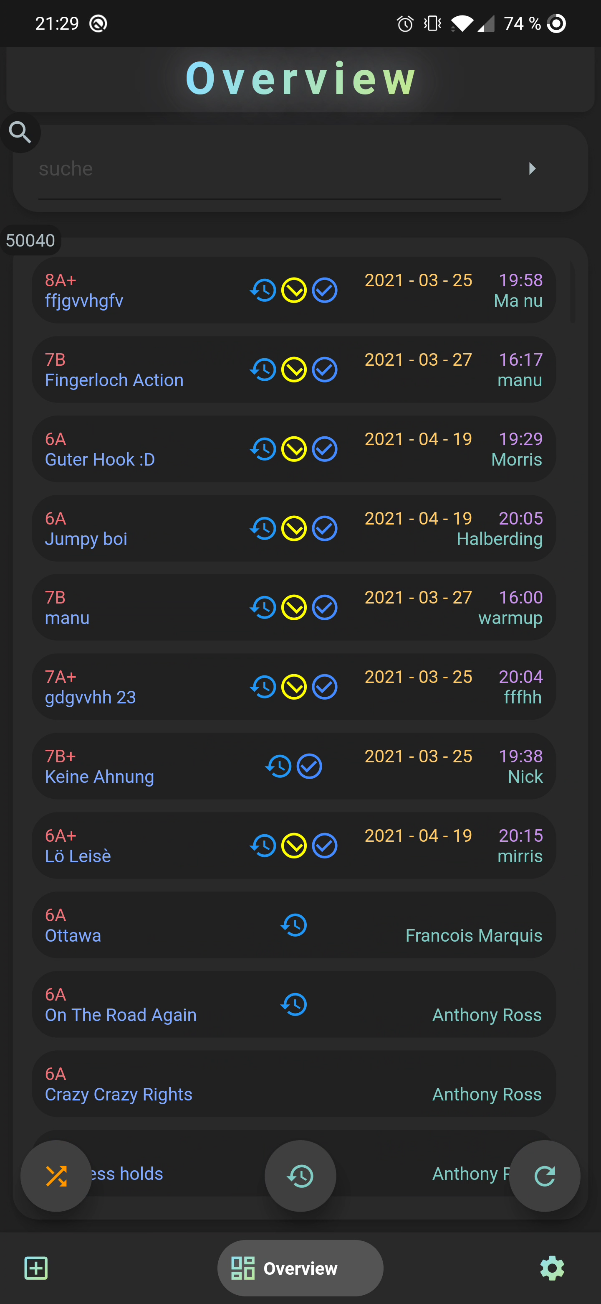 21:29
74 %
Overview
suche
50040
8A+ 2021 - 03 - 25 19:58
ffjgvvhgfv Ma nu
7B 2021 - 03 - 27 16:17
Fingerloch Action manu
6A 2021 - 04 - 19 19:29
Guter Hook :D Morris
6A 2021 - 04 - 19 20:05
Jumpy boi Halberding
7B 2021 - 03 - 27 16:00
manu warmup
7A+ 2021 - 03 - 25 20:04
gdgvvhh 23 fffhh
7B+ 2021 - 03 - 25 19:38
Keine Ahnung Nick
6A+ 2021 - 04 - 19 20:15
Lö Leisè mirris
6A
Ottawa Francois Marquis
6A
On The Road Again Anthony Ross
6A
Crazy Crazy Rights Anthony Ross
holds Anthony
Overview